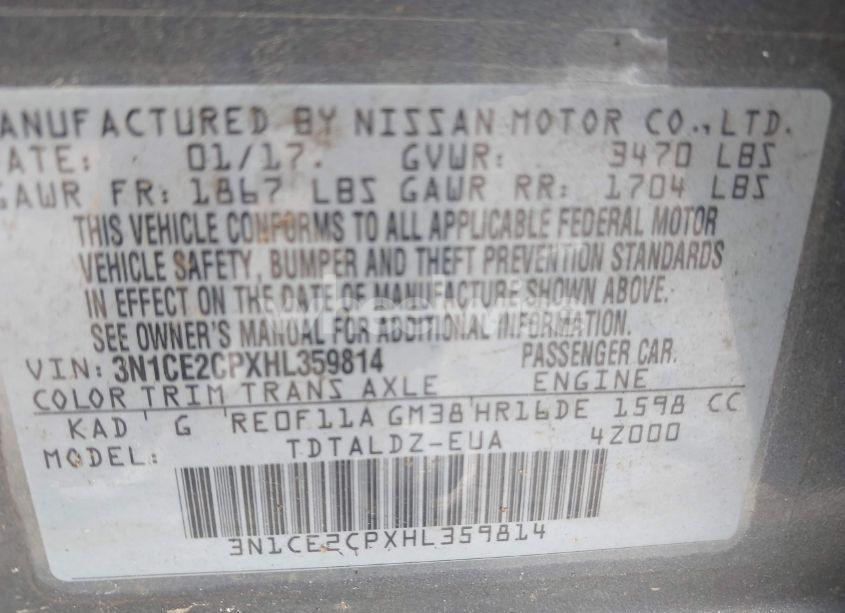 ANUFACTURED BY NISSAN MOTOR CO., LTD.
ATE: 01/17. GVWR: 3470 LBS
GAWR FR: 1867 LBS GAWR RR: 1704 LBS
THIS VEHICLE CONFORMS TO ALL APPLICABLE FEDERAL MOTOR
VEHICLE SAFETY, BUMPER AND THEFT PREVENTION STANDARDS
IN EFFECT ON THE DATE OF MANUFACTURE SHOWN ABOVE.
SEE OWNER'S MANUAL FOR ADDITIONAL INFORMATION.
VIN: 3N1CE2CPXHL359814 PASSENGER CAR.
COLOR TRIM TRANS AXLE ENGINE
KAD G RE0F11A GM38 HR16DE 1598 CC
MODEL: TDTALDZ-EUA 4Z000
3N1CE2CPXHL359814